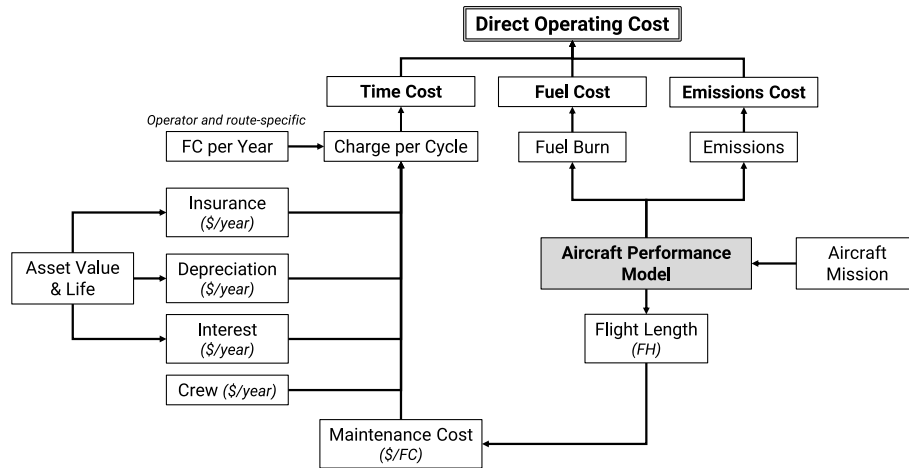 Direct Operating Cost
Time Cost
Fuel Cost
Emissions Cost
Operator and route-specific
FC per Year
Charge per Cycle
Fuel Burn
Emissions
Insurance
($/year)
Asset Value
& Life
Depreciation
($/year)
Aircraft Performance
Model
Aircraft
Mission
Interest
($/year)
Flight Length
(FH)
Crew ($/year)
Maintenance Cost
($/FC)